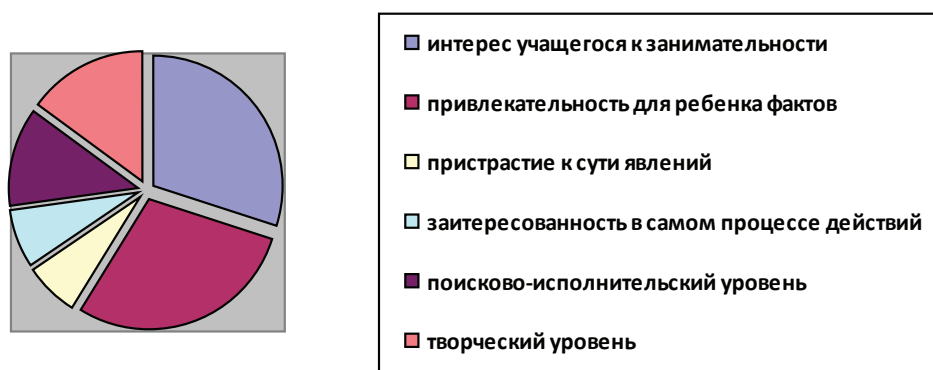 интерес учащегося к занимательности
привлекательность для ребенка фактов
пристрастие к сути явлений
заитересованность в самом процессе действий
поисково-исполнительский уровень
творческий уровень